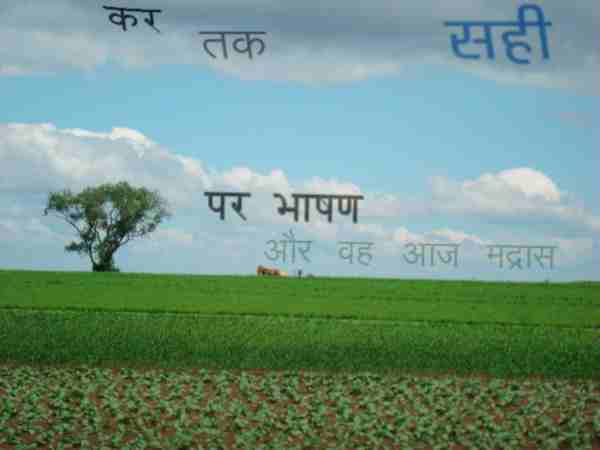 कर
तक
सही
पर भाषण
और वह आज मद्रास